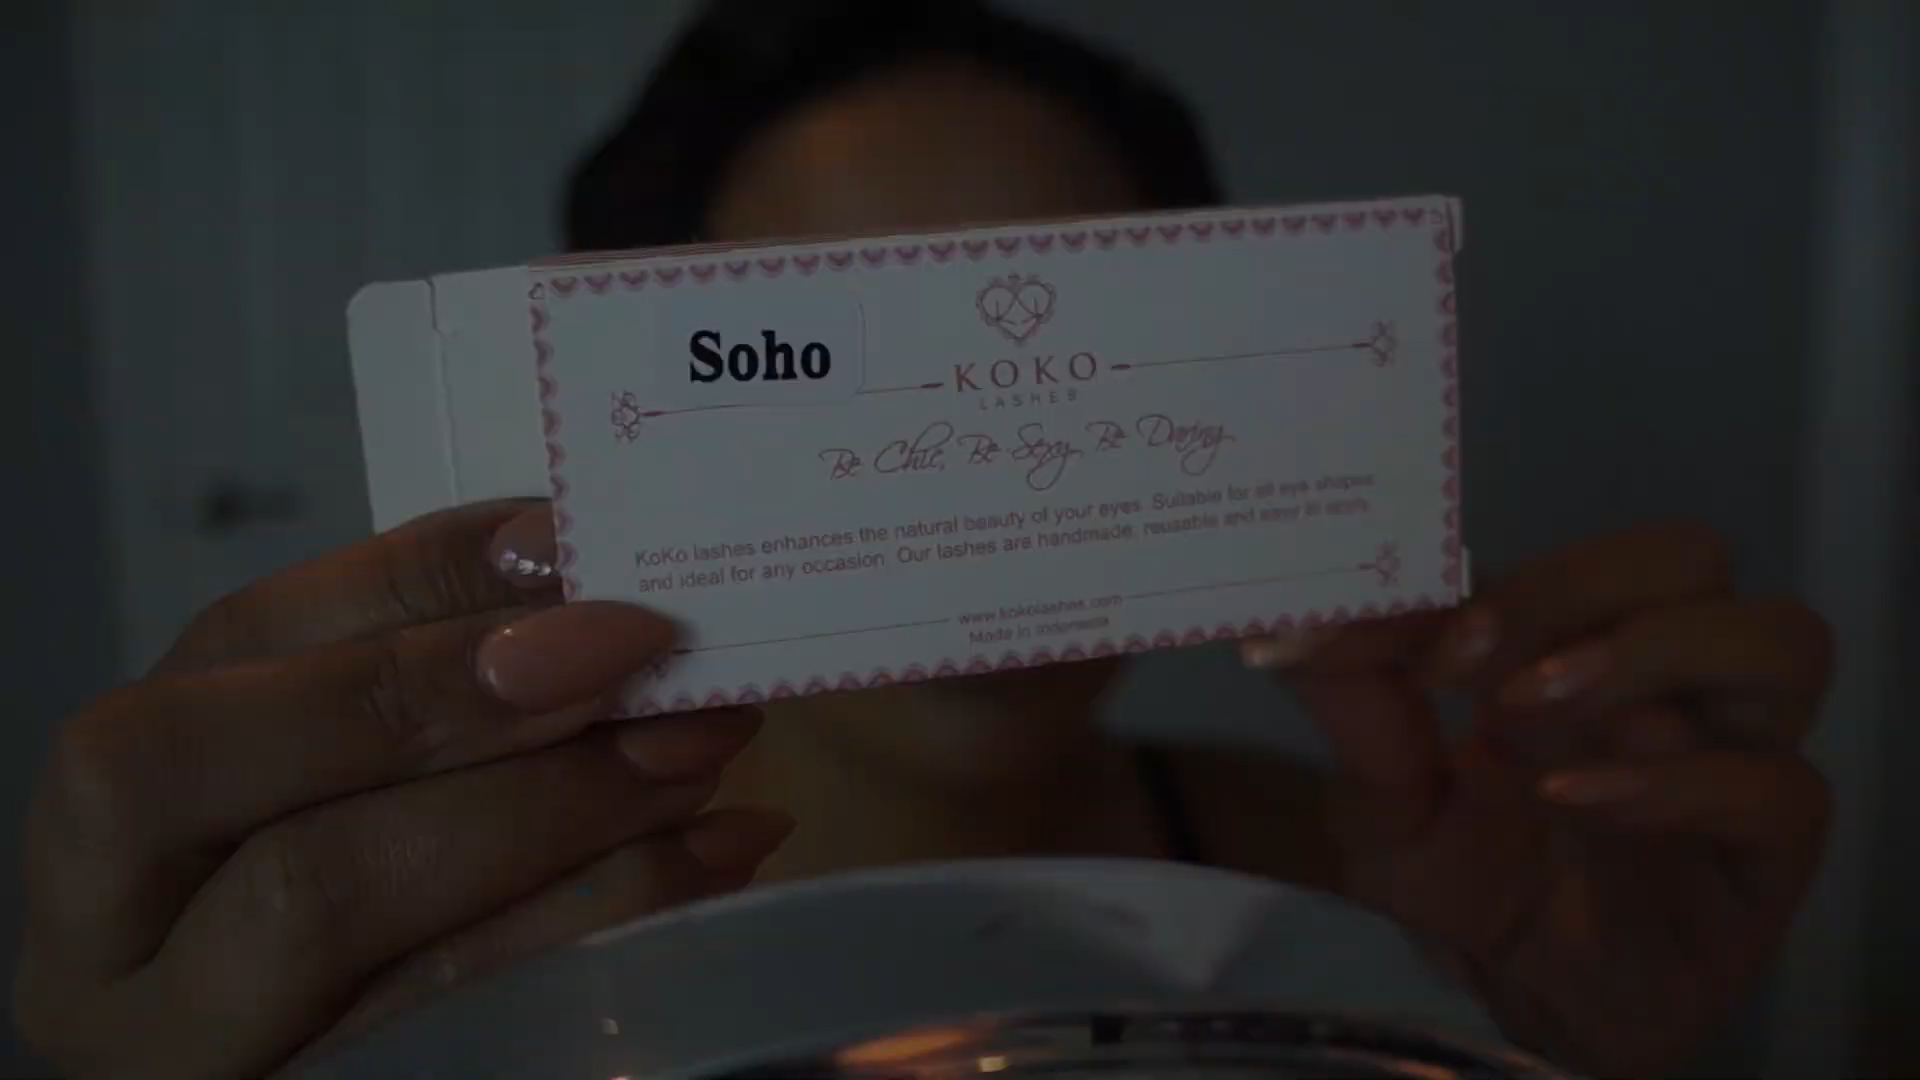 Soho
KOKO
LASHES
Be Chic, Be Sexy, Be Daring
KoKo lashes enhances the natural beauty of your eyes. Suitable for all eye shapes
and ideal for any occasion. Our lashes are handmade, reusable and easy to apply.
www.kokolashes.com
Made in Indonesia